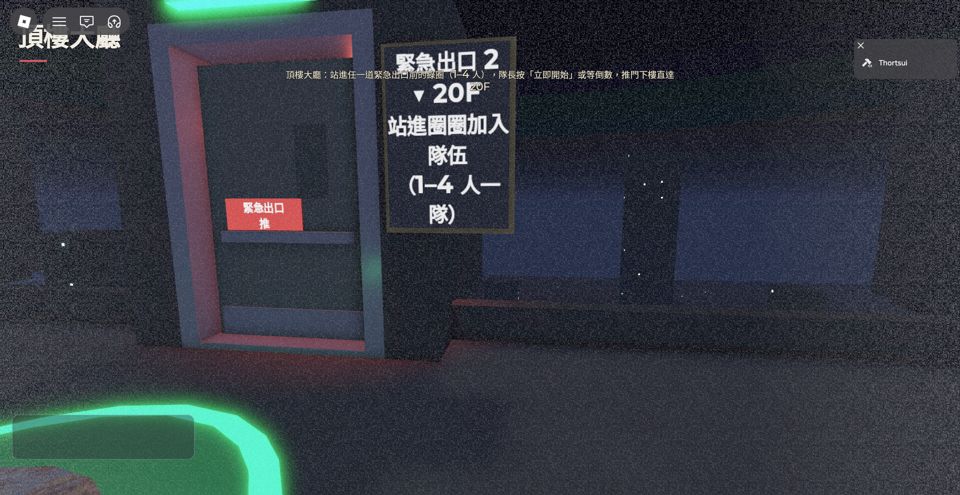 頂樓大廳
緊急出口 2
▼ 20F
站進圈圈加入
隊伍
（1–4 人一
隊）
頂樓大廳：站進任一道緊急出口前的綠圈（1–4 人），隊長按「立即開始」或等倒數，推門下樓直達
20F
Thortsui
緊急出口
推